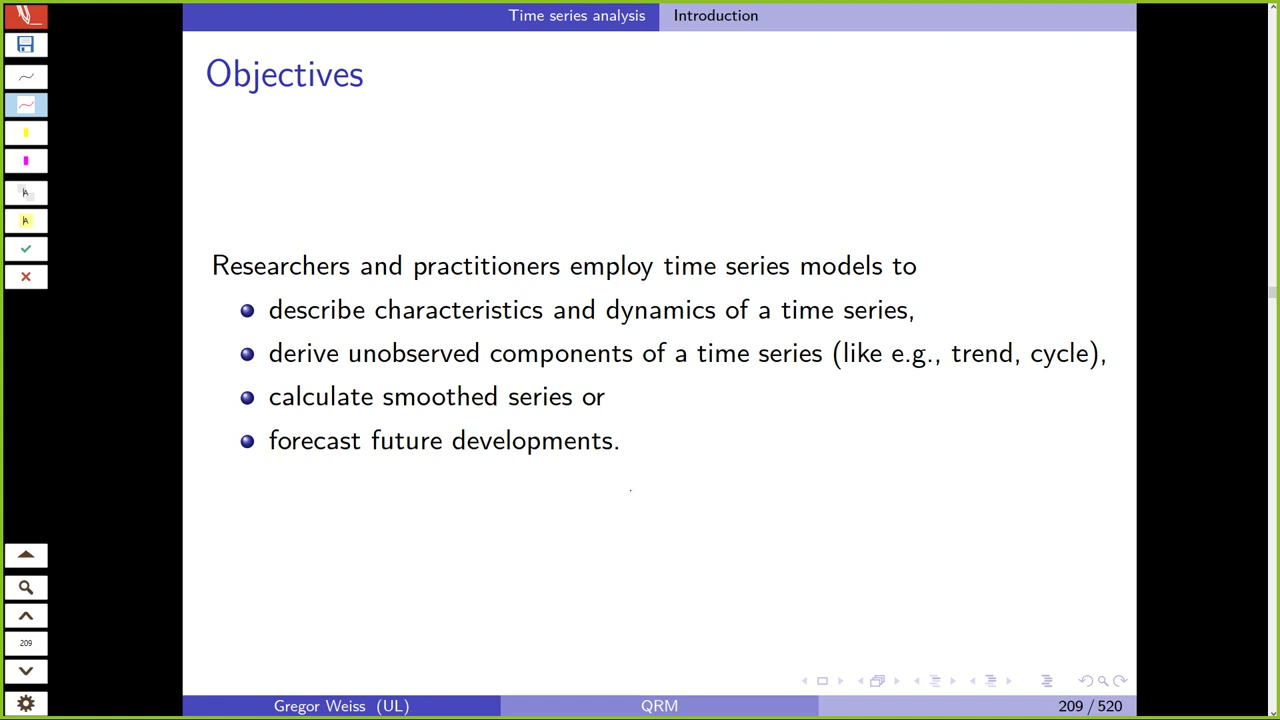 Time series analysis Introduction
Objectives
Researchers and practitioners employ time series models to
describe characteristics and dynamics of a time series,
derive unobserved components of a time series (like e.g., trend, cycle),
calculate smoothed series or
forecast future developments.
A
A
209
Gregor Weiss (UL) QRM 209 / 520